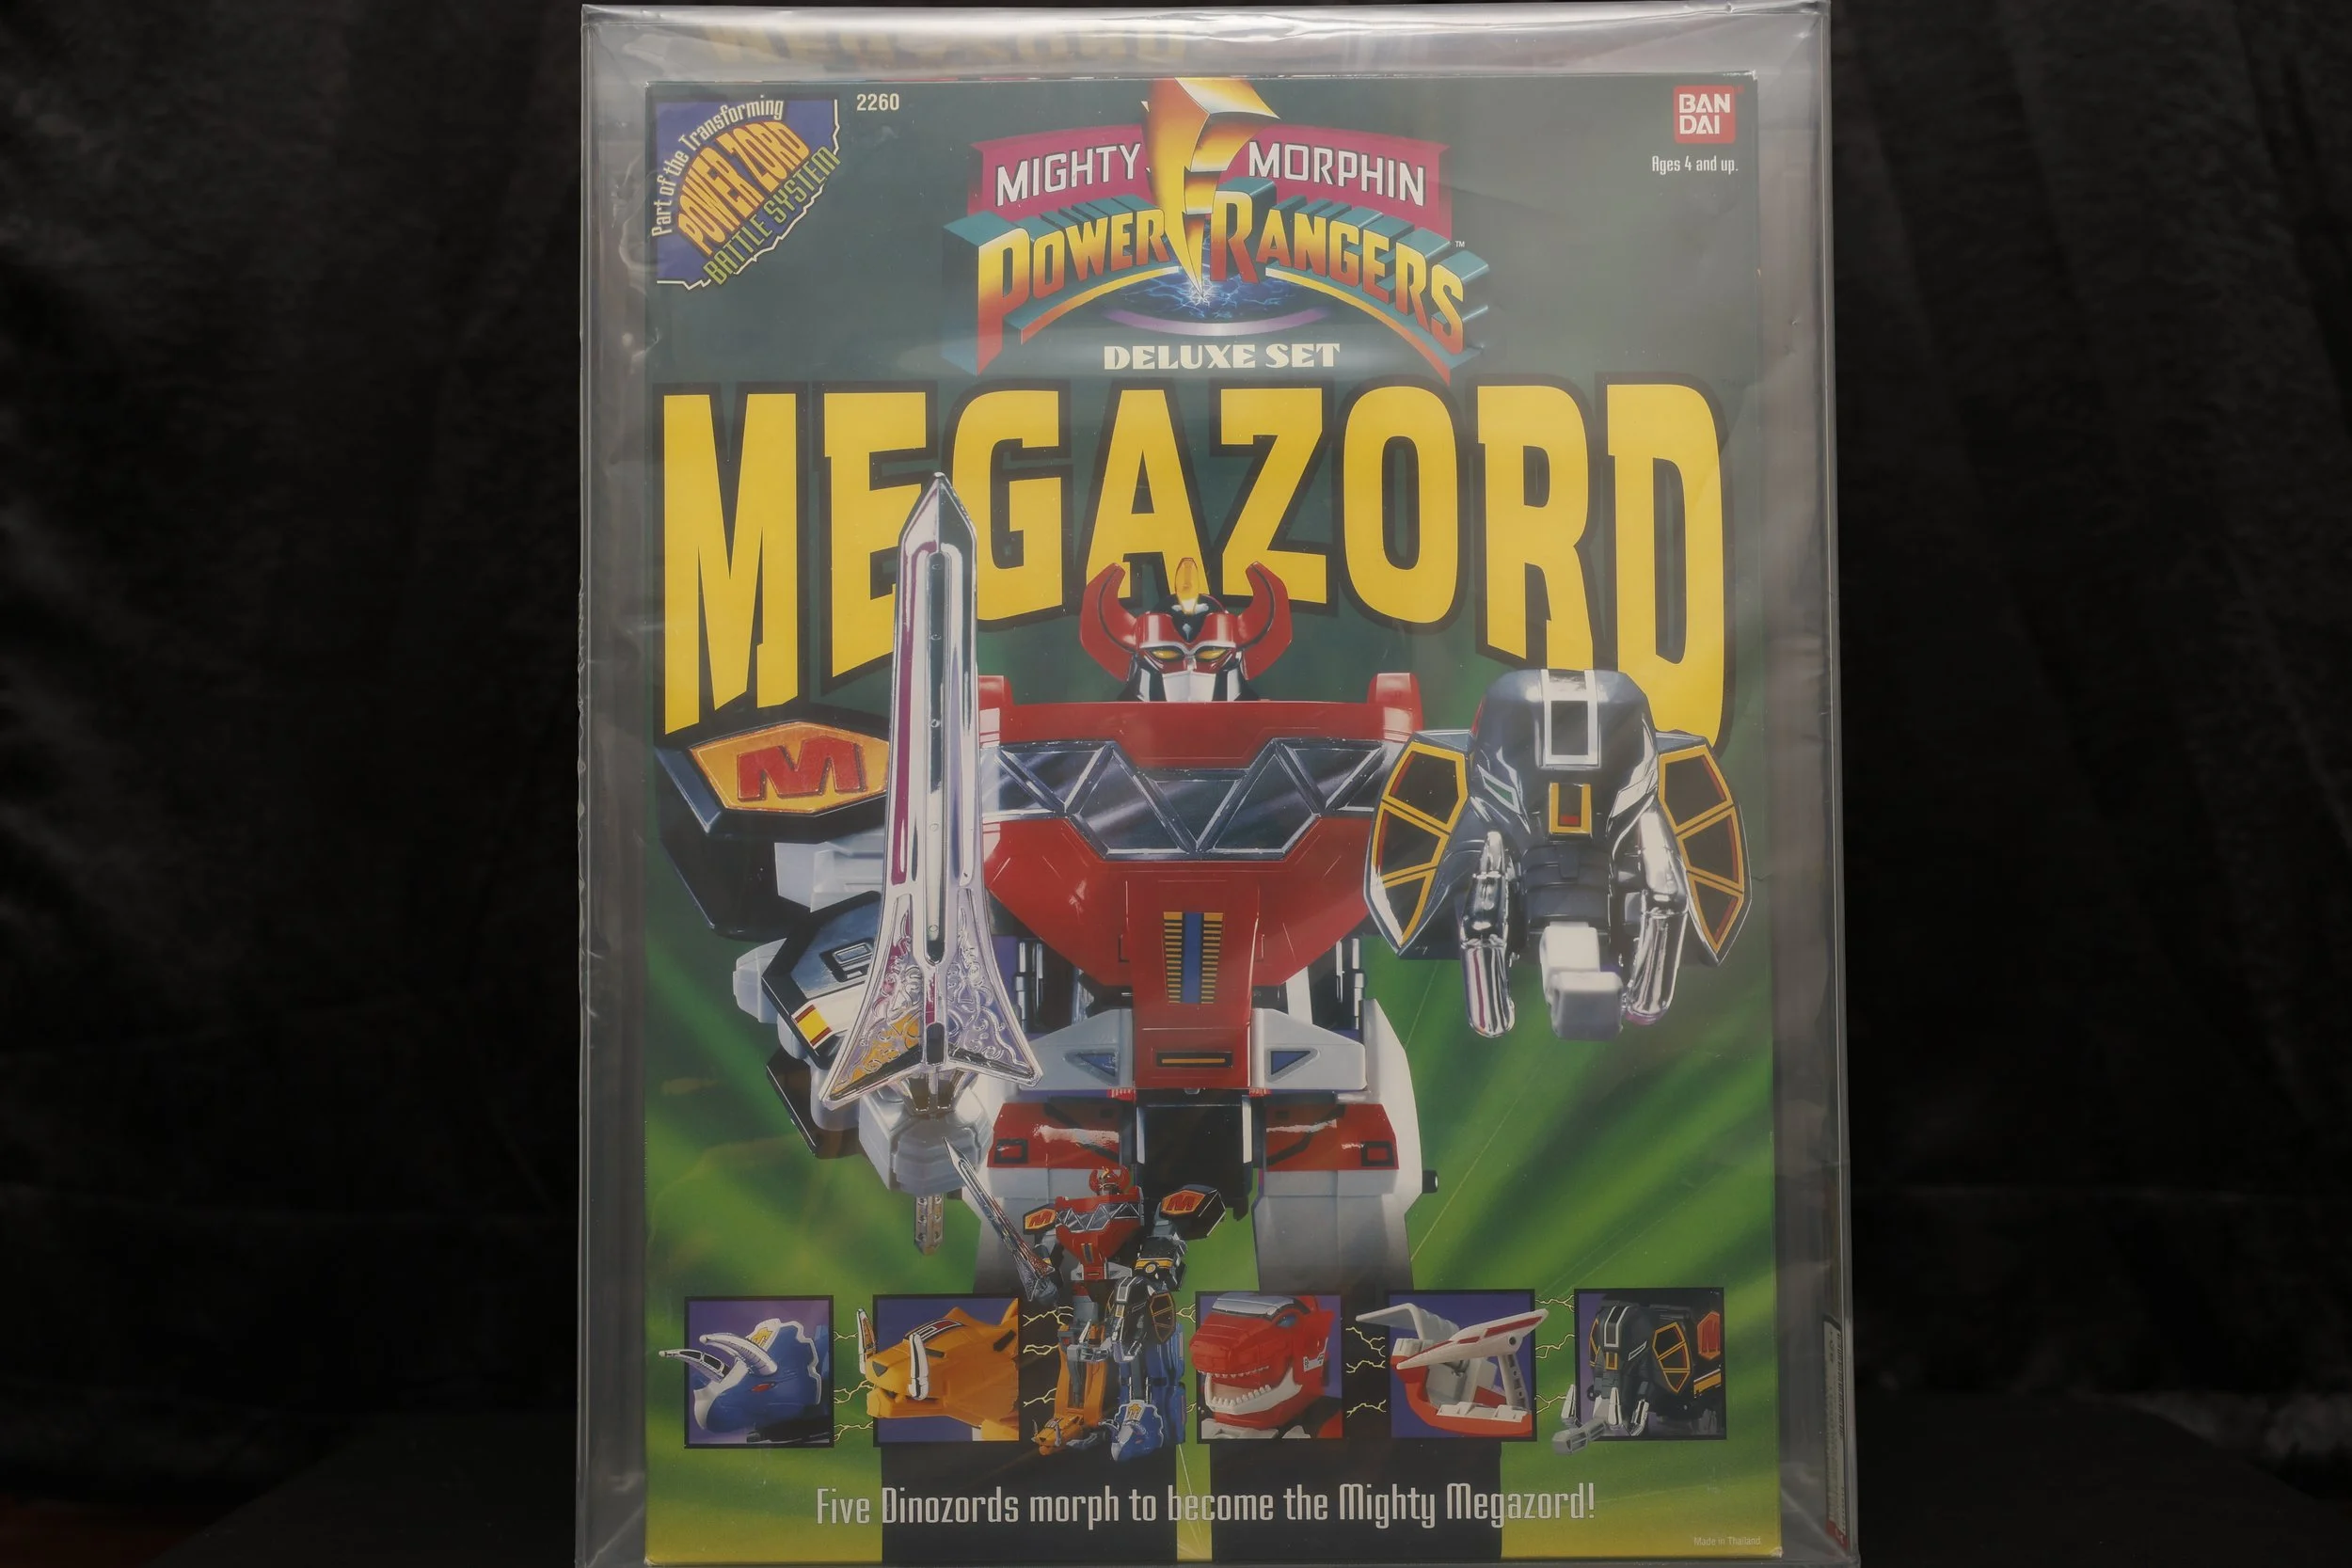 Part of the Transforming
POWER ZORD
BATTLE SYSTEM
2260
BAN
DAI
Ages 4 and up.
MIGHTY MORPHIN
POWER RANGERS
™
DELUXE SET
MEGAZORD
M
M
M
M
Five Dinozords morph to become the Mighty Megazord!
Made in Thailand